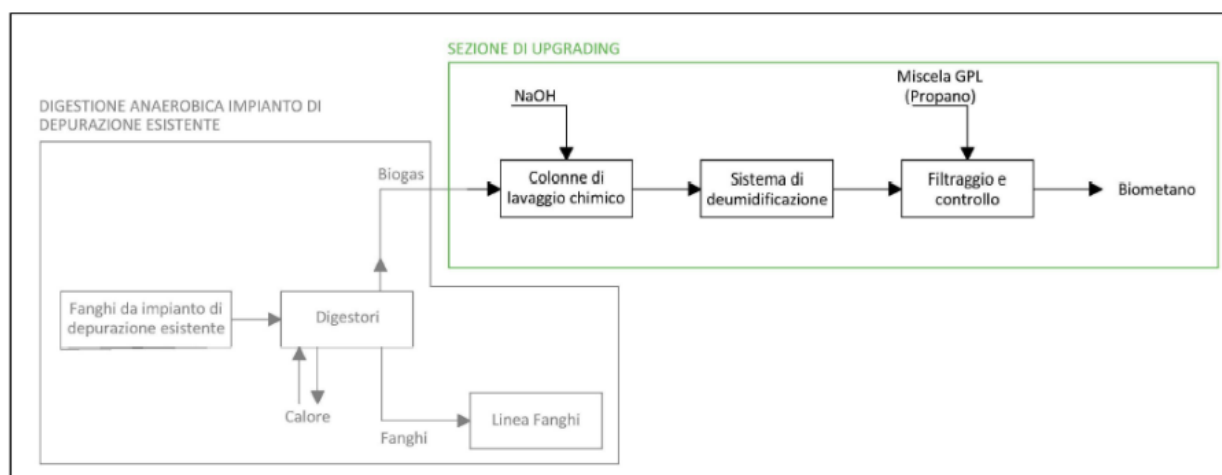 SEZIONE DI UPGRADING
Miscela GPL
(Propano)
NaOH
DIGESTIONE ANAEROBICA IMPIANTO DI
DEPURAZIONE ESISTENTE
Biogas
Colonne di
lavaggio chimico
Sistema di
deumidificazione
Filtraggio e
controllo
Biometano
Fanghi da impianto di
depurazione esistente
Digestori
Calore
Fanghi
Linea Fanghi